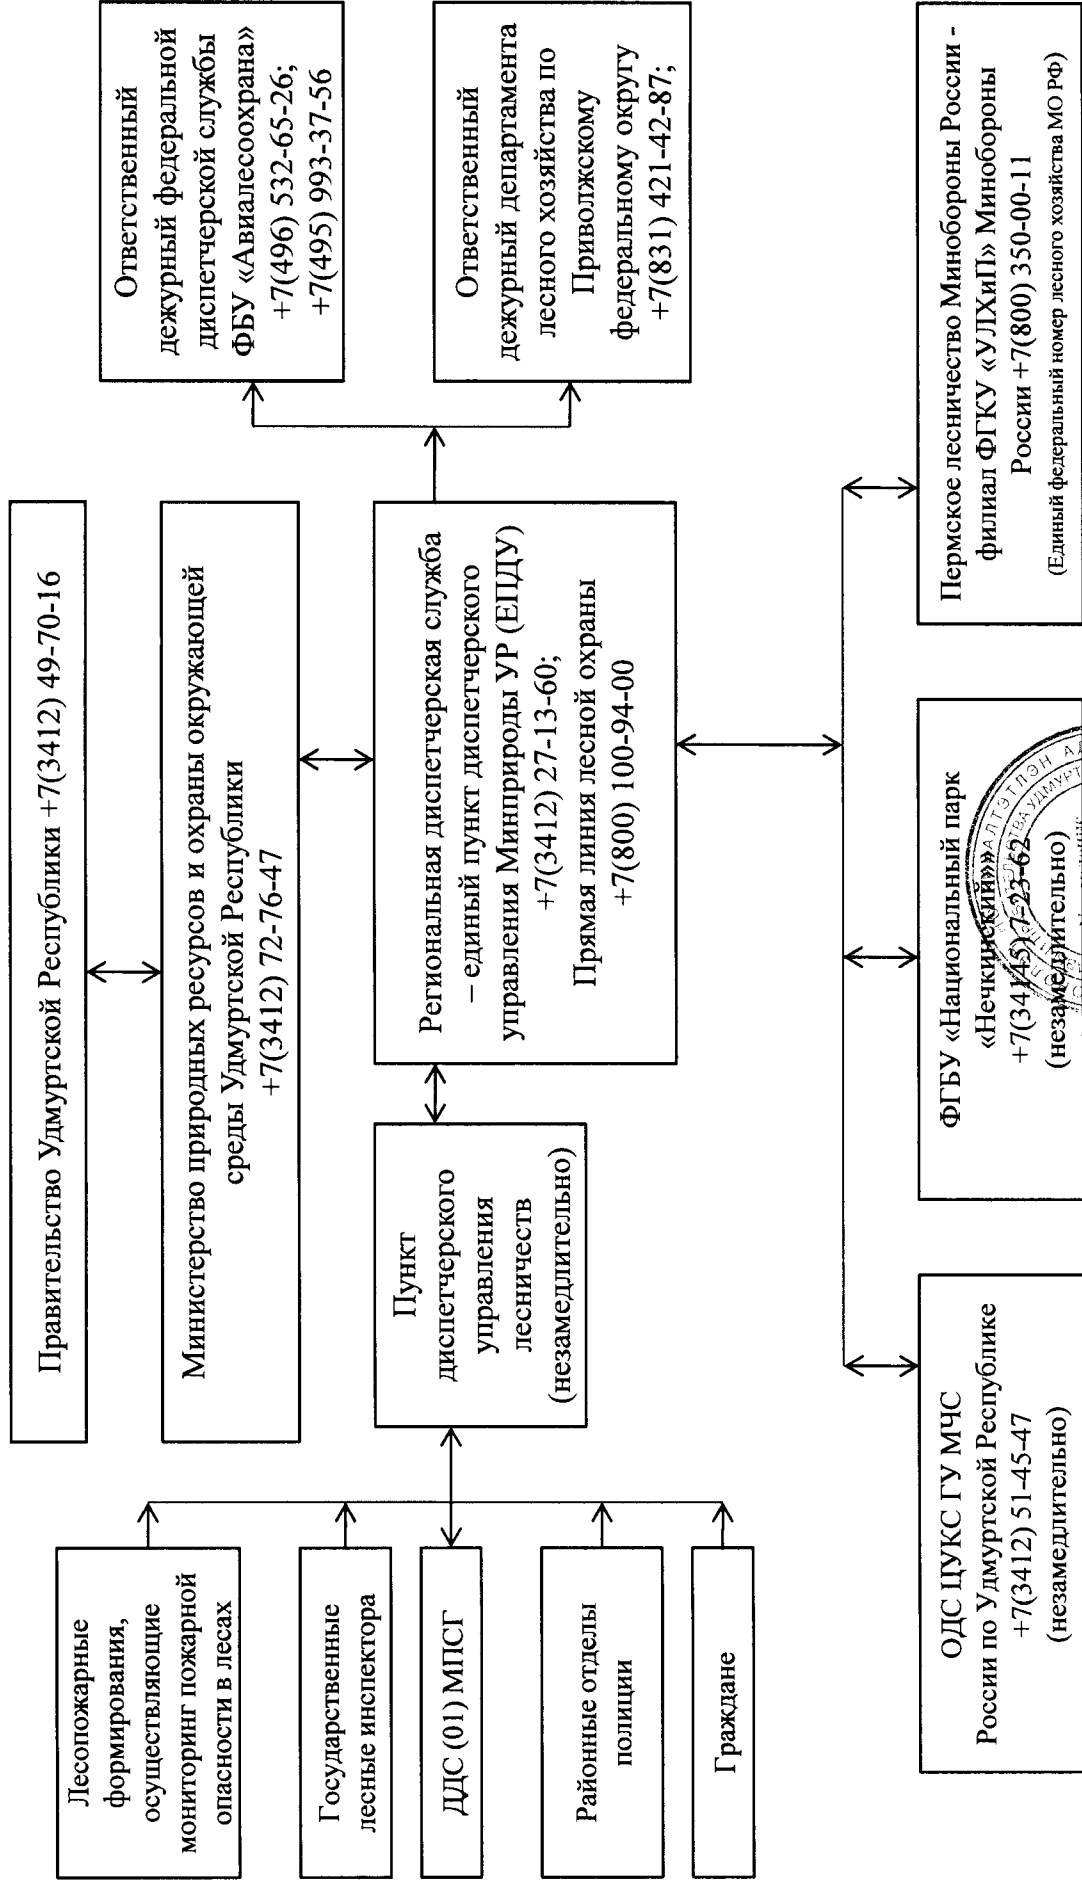 Правительство Удмуртской Республики +7(3412) 49-70-16
Министерство природных ресурсов и охраны окружающей
среды Удмуртской Республики
+7(3412) 72-76-47
Лесопожарные
формирования,
осуществляющие
мониторинг пожарной
опасности в лесах
Государственные
лесные инспектора
ДДС (01) МПСГ
Районные отделы
полиции
Граждане
Пункт
диспетчерского
управления
лесничеств
(незамедлительно)
Региональная диспетчерская служба
– единый пункт диспетчерского
управления Минприроды УР (ЕПДУ)
+7(3412) 27-13-60;
Прямая линия лесной охраны
+7(800) 100-94-00
Ответственный
дежурный федеральной
диспетчерской службы
ФБУ «Авиалесоохрана»
+7(496) 532-65-26;
+7(495) 993-37-56
Ответственный
дежурный департамента
лесного хозяйства по
Приволжскому
федеральному округу
+7(831) 421-42-87;
ОДС ЦУКС ГУ МЧС
России по Удмуртской Республике
+7(3412) 51-45-47
(незамедлительно)
ФГБУ «Национальный парк
«Нечкинский»»
+7(34145) 7-23-62
(незамедлительно)
Пермское лесничество Минобороны России -
филиал ФГКУ «УЛХиП» Минобороны
России +7(800) 350-00-11
(Единый федеральный номер лесного хозяйства МО РФ)